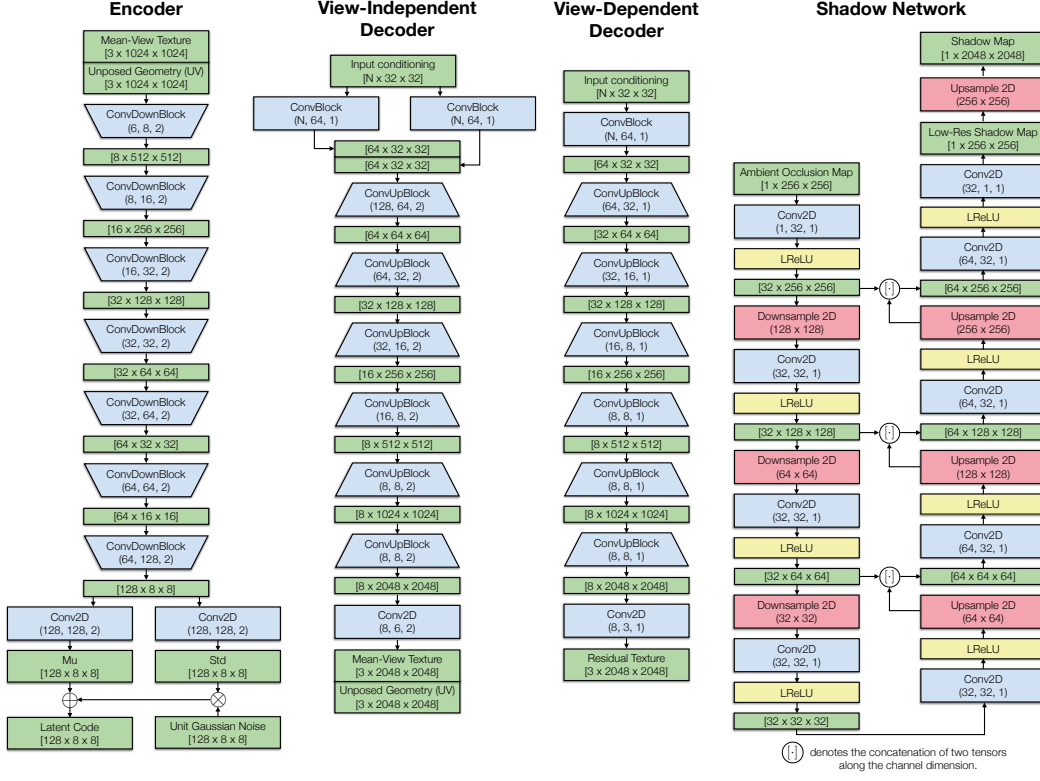 Encoder
Mean-View Texture
[3 x 1024 x 1024]
Unposed Geometry (UV)
[3 x 1024 x 1024]
ConvDownBlock
(6, 8, 2)
[8 x 512 x 512]
ConvDownBlock
(8, 16, 2)
[16 x 256 x 256]
ConvDownBlock
(16, 32, 2)
[32 x 128 x 128]
ConvDownBlock
(32, 32, 2)
[32 x 64 x 64]
ConvDownBlock
(32, 64, 2)
[64 x 32 x 32]
ConvDownBlock
(64, 64, 2)
[64 x 16 x 16]
ConvDownBlock
(64, 128, 2)
[128 x 8 x 8]
Conv2D
(128, 128, 2)
Conv2D
(128, 128, 2)
Mu
[128 x 8 x 8]
Std
[128 x 8 x 8]
Latent Code
[128 x 8 x 8]
Unit Gaussian Noise
[128 x 8 x 8]
View-Independent
Decoder
Input conditioning
[N x 32 x 32]
ConvBlock
(N, 64, 1)
ConvBlock
(N, 64, 1)
[64 x 32 x 32]
[64 x 32 x 32]
ConvUpBlock
(128, 64, 2)
[64 x 64 x 64]
ConvUpBlock
(64, 32, 2)
[32 x 128 x 128]
ConvUpBlock
(32, 16, 2)
[16 x 256 x 256]
ConvUpBlock
(16, 8, 2)
[8 x 512 x 512]
ConvUpBlock
(8, 8, 2)
[8 x 1024 x 1024]
ConvUpBlock
(8, 8, 2)
[8 x 2048 x 2048]
Conv2D
(8, 6, 2)
Mean-View Texture
[3 x 2048 x 2048]
Unposed Geometry (UV)
[3 x 2048 x 2048]
View-Dependent
Decoder
Input conditioning
[N x 32 x 32]
ConvBlock
(N, 64, 1)
[64 x 32 x 32]
ConvUpBlock
(64, 32, 1)
[32 x 64 x 64]
ConvUpBlock
(32, 16, 1)
[32 x 128 x 128]
ConvUpBlock
(16, 8, 1)
[16 x 256 x 256]
ConvUpBlock
(8, 8, 1)
[8 x 512 x 512]
ConvUpBlock
(8, 8, 1)
[8 x 1024 x 1024]
ConvUpBlock
(8, 8, 1)
[8 x 2048 x 2048]
Conv2D
(8, 3, 1)
Residual Texture
[3 x 2048 x 2048]
Shadow Network
Ambient Occlusion Map
[1 x 256 x 256]
Conv2D
(1, 32, 1)
LReLU
[32 x 256 x 256]
Downsample 2D
(128 x 128)
Conv2D
(32, 32, 1)
LReLU
[32 x 128 x 128]
Downsample 2D
(64 x 64)
Conv2D
(32, 32, 1)
LReLU
[32 x 64 x 64]
Downsample 2D
(32 x 32)
Conv2D
(32, 32, 1)
LReLU
[32 x 32 x 32]
[·]
[·]
[·]
Shadow Map
[1 x 2048 x 2048]
Upsample 2D
(256 x 256)
Low-Res Shadow Map
[1 x 256 x 256]
Conv2D
(32, 1, 1)
LReLU
Conv2D
(64, 32, 1)
[64 x 256 x 256]
Upsample 2D
(256 x 256)
LReLU
Conv2D
(64, 32, 1)
[64 x 128 x 128]
Upsample 2D
(128 x 128)
LReLU
Conv2D
(64, 32, 1)
[64 x 64 x 64]
Upsample 2D
(64 x 64)
LReLU
Conv2D
(32, 32, 1)
[·] denotes the concatenation of two tensors
along the channel dimension.